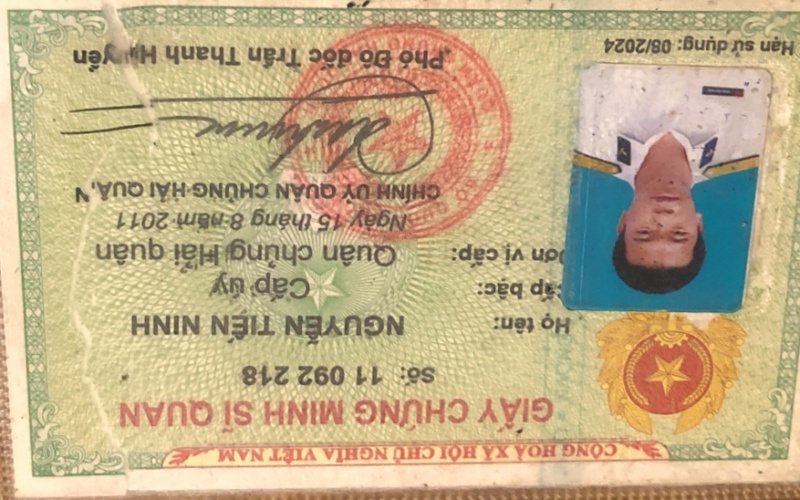 CỘNG HOÀ XÃ HỘI CHỦ NGHĨA VIỆT NAM
GIẤY CHỨNG MINH SĨ QUAN
Số: 11 092 218
Họ tên: NGUYỄN TIẾN NINH
Cấp bậc: Cấp úy
Đơn vị cấp: Quân chủng Hải quân
Ngày 15 tháng 8 năm 2011
CHÍNH UỶ QUÂN CHỦNG HẢI QUÂN
Phó Đô đốc Trần Thanh Huyền
Hạn sử dụng: 08/2024